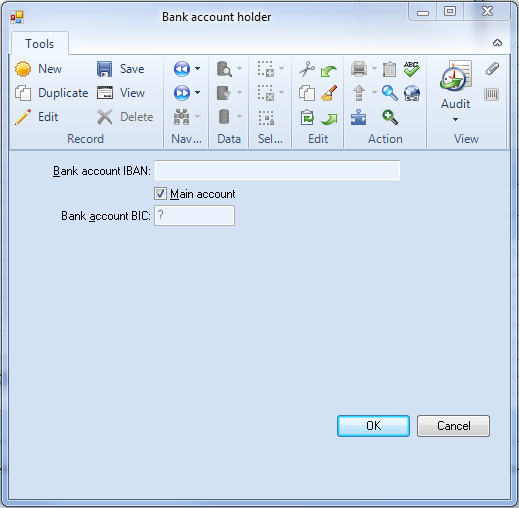 Bank account holder
Tools
New
Save
Duplicate
View
Edit
Delete
Record
Nav...
Data
Sel...
Edit
ABC
Action
Audit
View
Bank account IBAN:
Main account
Bank account BIC: ?
OK Cancel